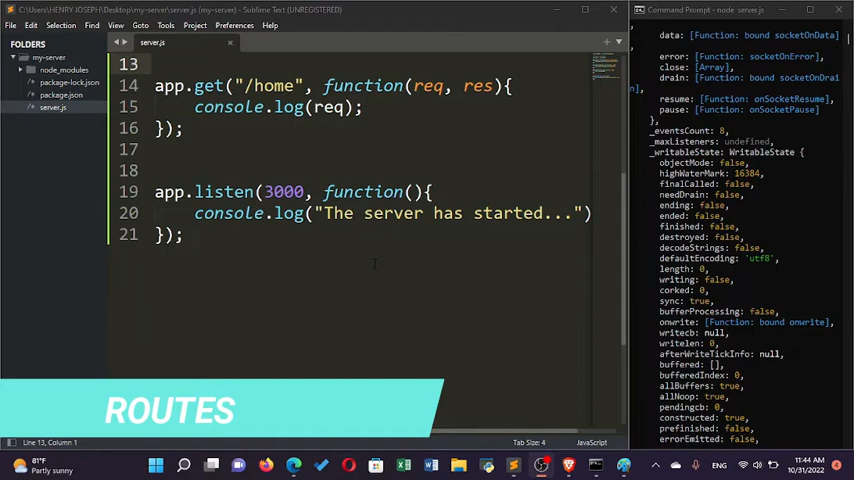 C:\Users\HENRY JOSEPH\my-server\server.js (my-server) - Sublime Text (UNREGISTERED)
File Edit Selection Find View Goto Tools Project Preferences Help
FOLDERS
my-server
node_modules
package-lock.json
package.json
server.js
server.js
13
14 app.get("/home", function(req, res){
15 console.log(req);
16 });
17
18
19 app.listen(3000, function(){
20 console.log("The server has started...")
21 });
ROUTES
Line 13, Column 1
Tab Size: 4
JavaScript
Command Prompt - node server.js
data: [Function: bound socketOnData]
error: [Function: socketOnError],
close: [Array],
drain: [Function: bound socketOnDrai
n],
resume: [Function: onSocketResume],
pause: [Function: onSocketPause]
},
_eventsCount: 8,
_maxListeners: undefined,
_writableState: WritableState {
objectMode: false,
highWaterMark: 16384,
finalCalled: false,
needDrain: false,
ending: false,
ended: false,
finished: false,
destroyed: false,
decodeStrings: false,
defaultEncoding: 'utf8',
length: 0,
writing: false,
corked: 0,
sync: true,
bufferProcessing: false,
onwrite: [Function: bound onwrite],
writecb: null,
writelen: 0,
afterWriteTickInfo: null,
buffered: [],
bufferedIndex: 0,
allBuffers: true,
allNoop: true,
pendingcb: 0,
constructed: true,
prefinished: false,
errorEmitted: false,
81°F
Partly sunny
ENG
11:44 AM
10/31/2022
4